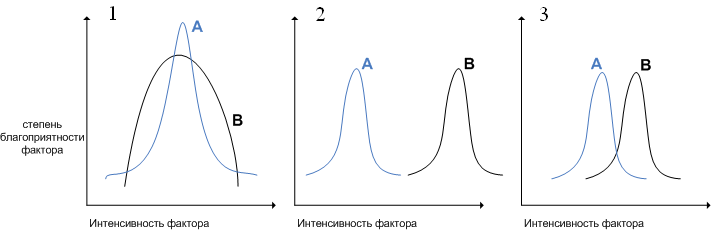 1
2
3
A
B
A
B
A
B
степень
благоприятности
фактора
Интенсивность фактора
Интенсивность фактора
Интенсивность фактора